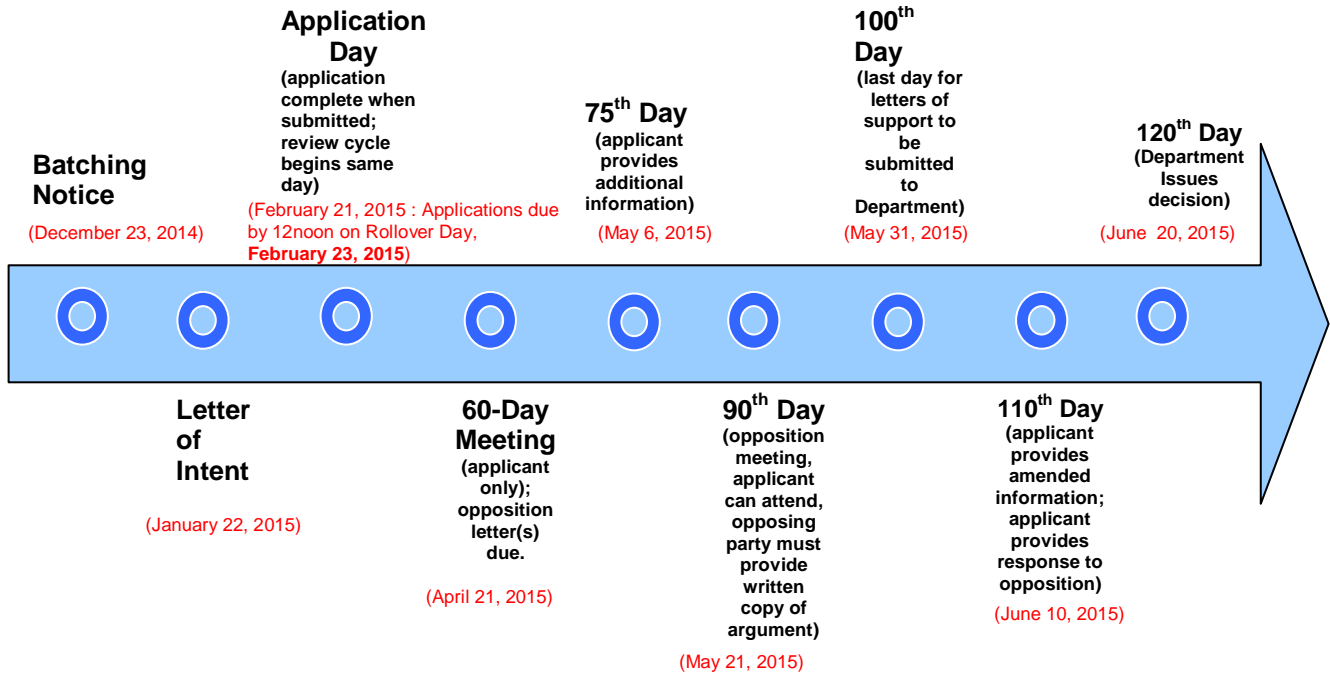 Batching
Notice
(December 23, 2014)
Letter
of
Intent
(January 22, 2015)
Application
Day
(application
complete when
submitted;
review cycle
begins same
day)
(February 21, 2015 : Applications due
by 12noon on Rollover Day,
February 23, 2015)
60-Day
Meeting
(applicant
only);
opposition
letter(s)
due.
(April 21, 2015)
75th Day
(applicant
provides
additional
information)
(May 6, 2015)
90th Day
(opposition
meeting,
applicant
can attend,
opposing
party must
provide
written
copy of
argument)
(May 21, 2015)
100th
Day
(last day for
letters of
support to
be
submitted
to
Department)
(May 31, 2015)
110th Day
(applicant
provides
amended
information;
applicant
provides
response to
opposition)
(June 10, 2015)
120th Day
(Department
Issues
decision)
(June  20, 2015)